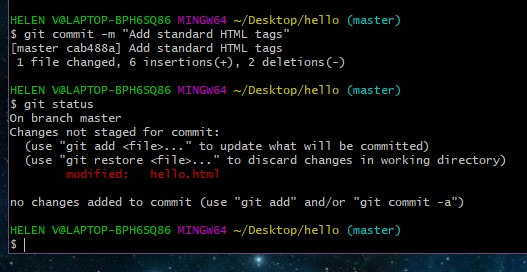 HELEN V@LAPTOP-BPH6SQ86 MINGW64 ~/Desktop/hello (master)
$ git commit -m "Add standard HTML tags"
[master cab488a] Add standard HTML tags
 1 file changed, 6 insertions(+), 2 deletions(-)
HELEN V@LAPTOP-BPH6SQ86 MINGW64 ~/Desktop/hello (master)
$ git status
On branch master
Changes not staged for commit:
  (use "git add <file>..." to update what will be committed)
  (use "git restore <file>..." to discard changes in working directory)
        modified:   hello.html
no changes added to commit (use "git add" and/or "git commit -a")
HELEN V@LAPTOP-BPH6SQ86 MINGW64 ~/Desktop/hello (master)
$